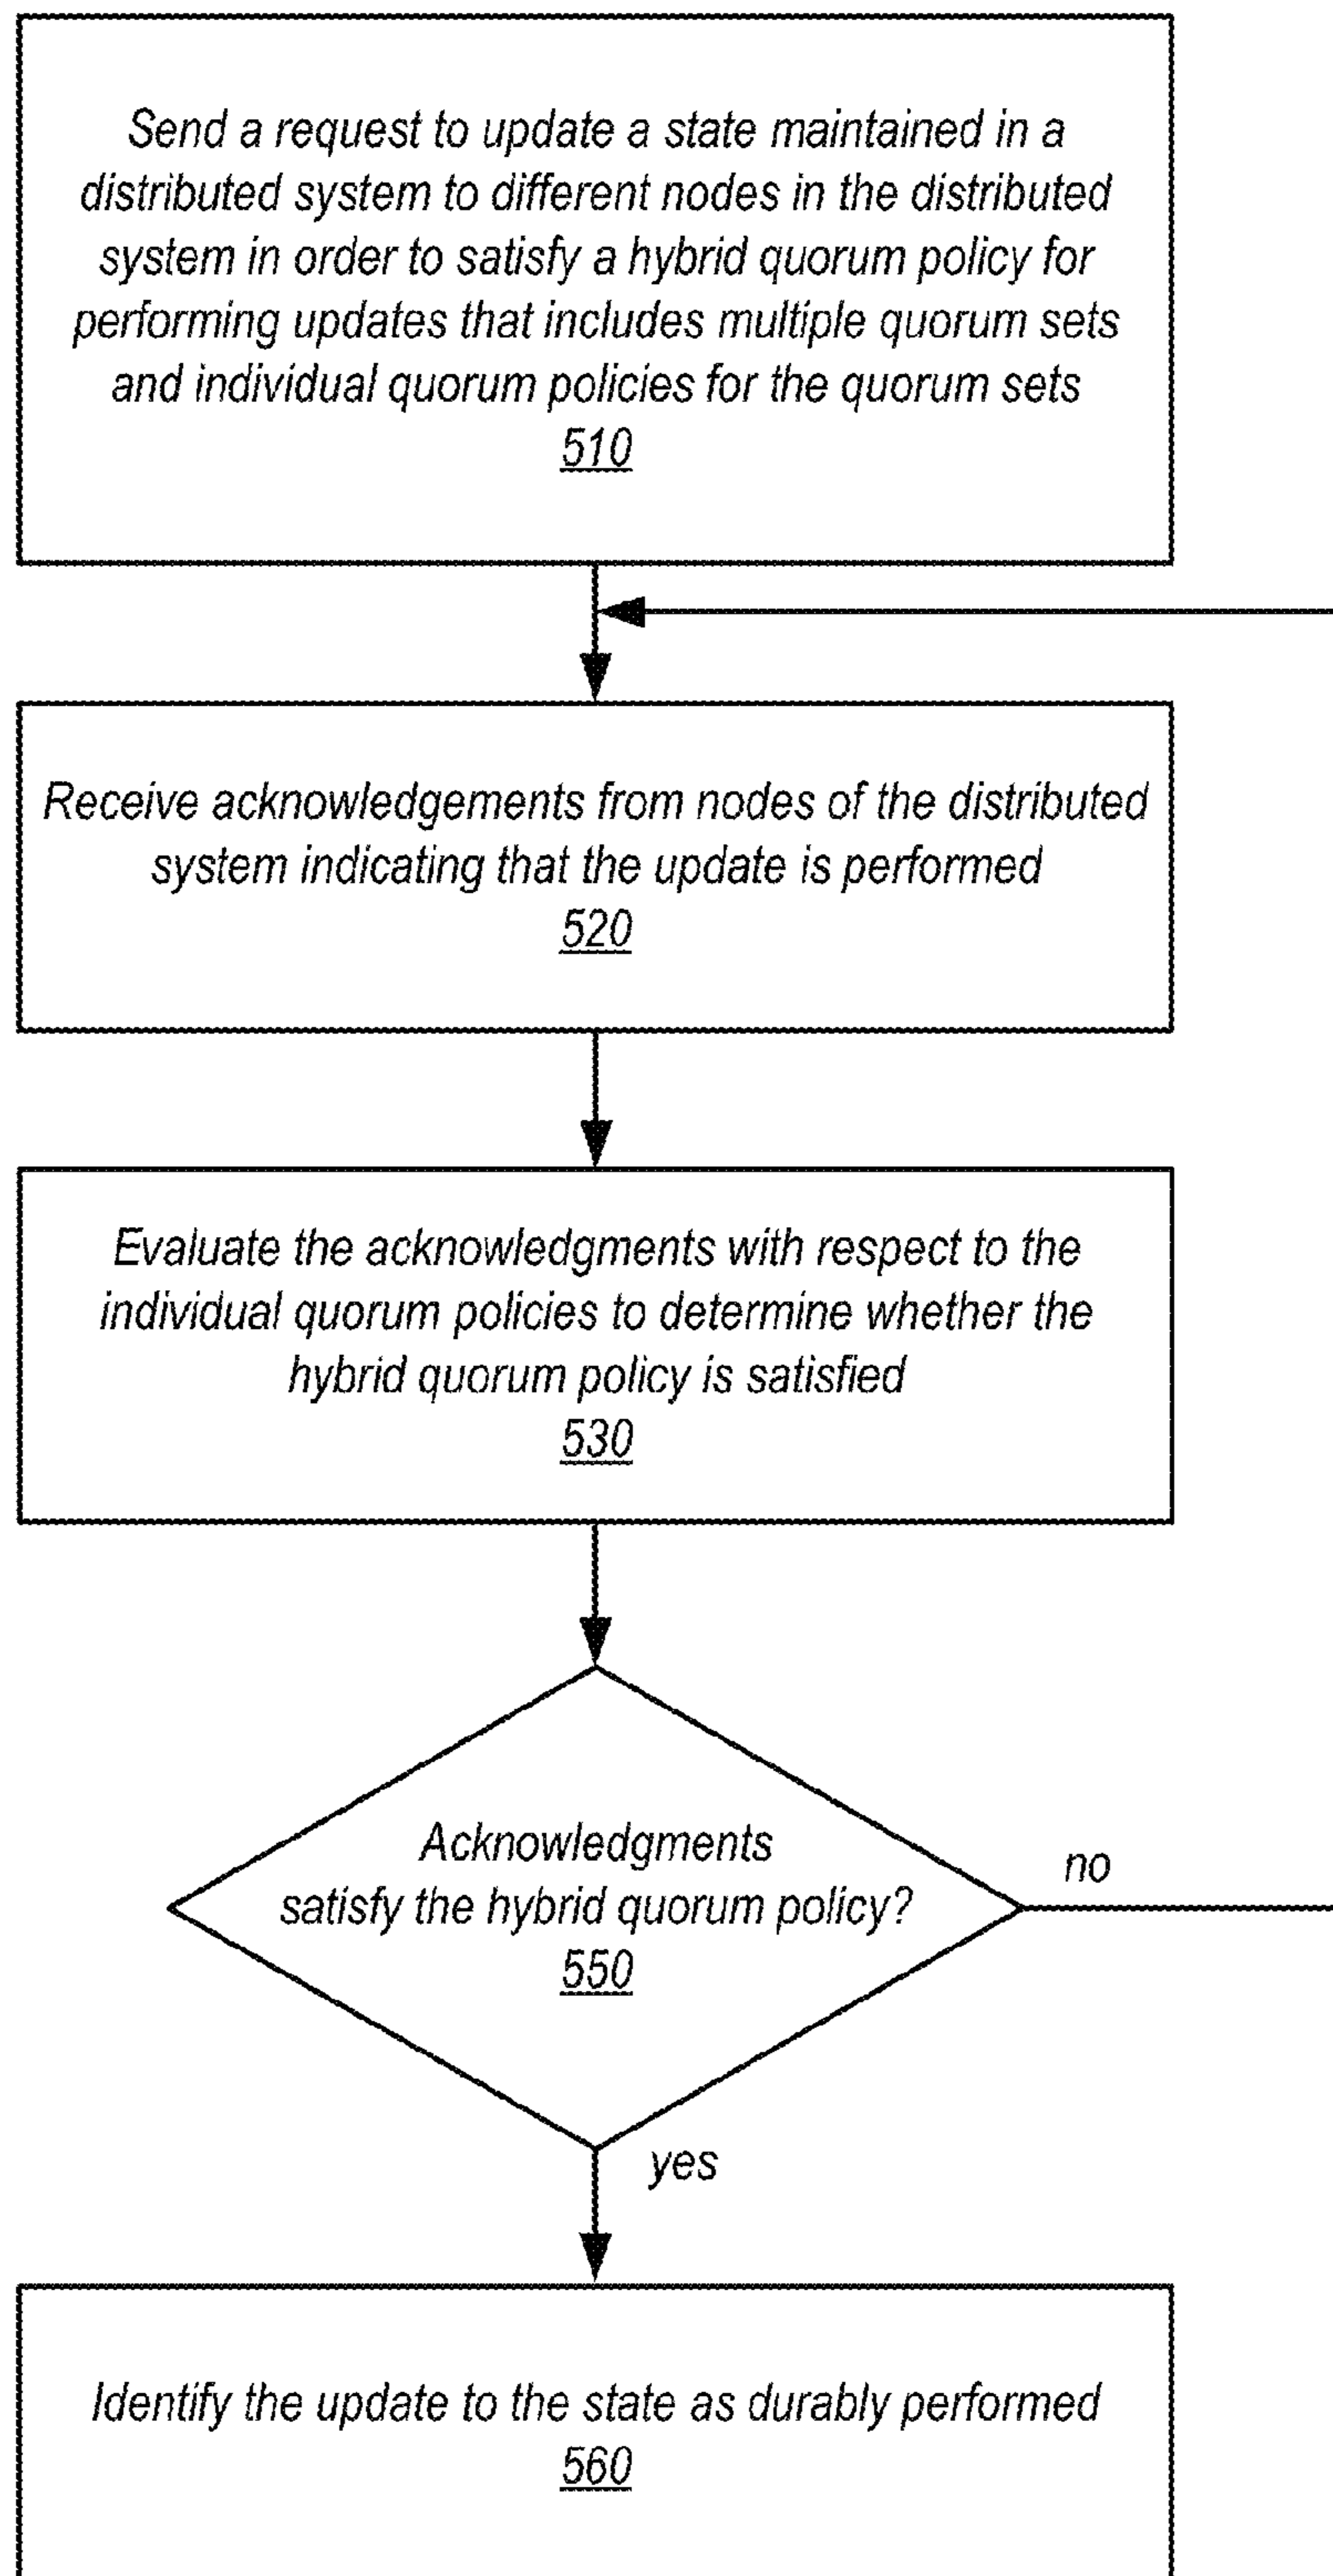 Send a request to update a state maintained in a
distributed system to different nodes in the distributed
system in order to satisfy a hybrid quorum policy for
performing updates that includes multiple quorum sets
and individual quorum policies for the quorum sets
510
Receive acknowledgements from nodes of the distributed
system indicating that the update is performed
520
Evaluate the acknowledgments with respect to the
individual quorum policies to determine whether the
hybrid quorum policy is satisfied
530
Acknowledgments
satisfy the hybrid quorum policy?
550
no
yes
Identify the update to the state as durably performed
560